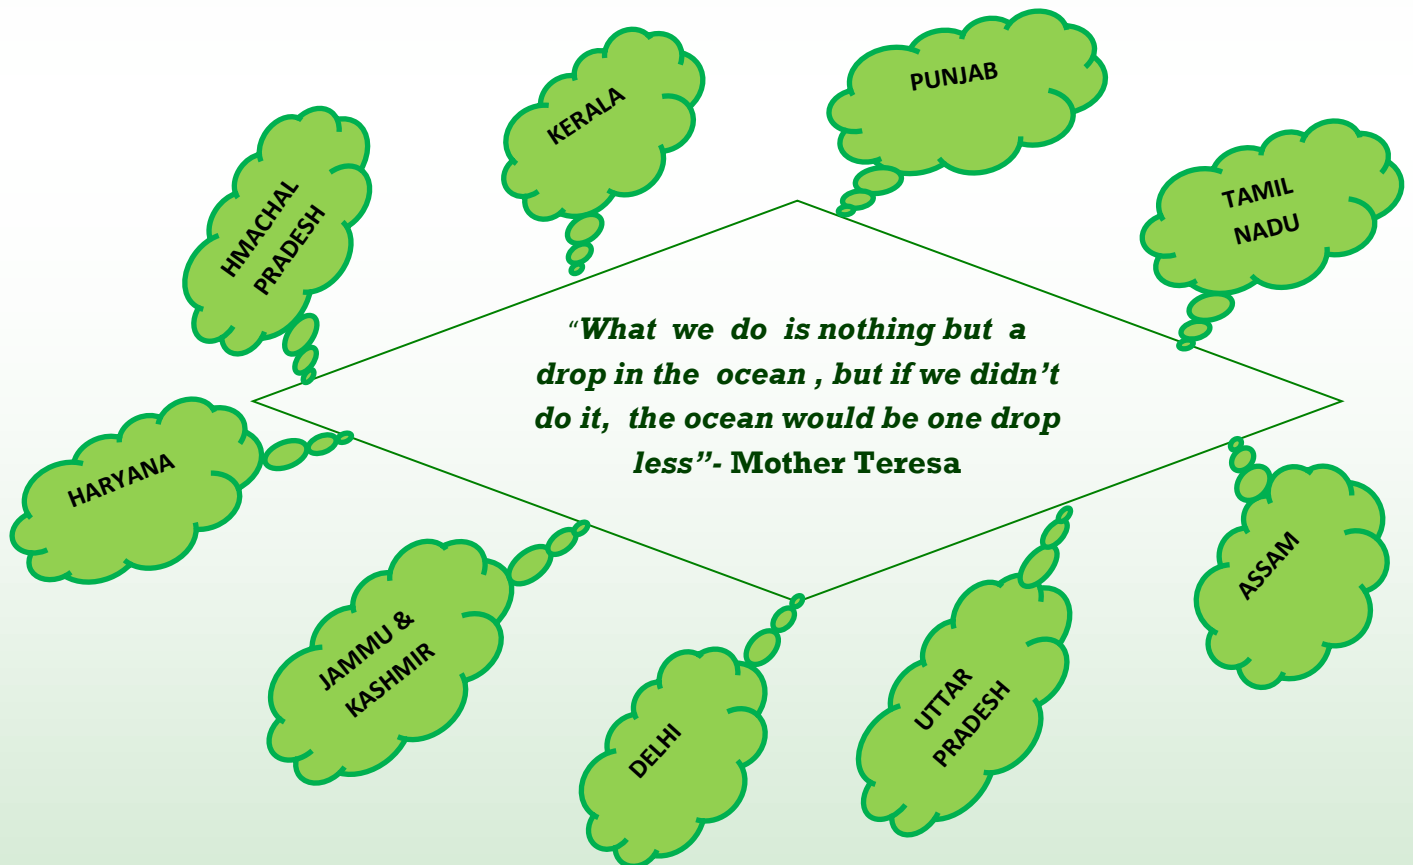 KERALA
PUNJAB
HMACHAL
PRADESH
TAMIL
NADU
“What we do is nothing but a
drop in the ocean , but if we didn’t
do it, the ocean would be one drop
less”- Mother Teresa
HARYANA
ASSAM
JAMMU &
KASHMIR
DELHI
UTTAR
PRADESH